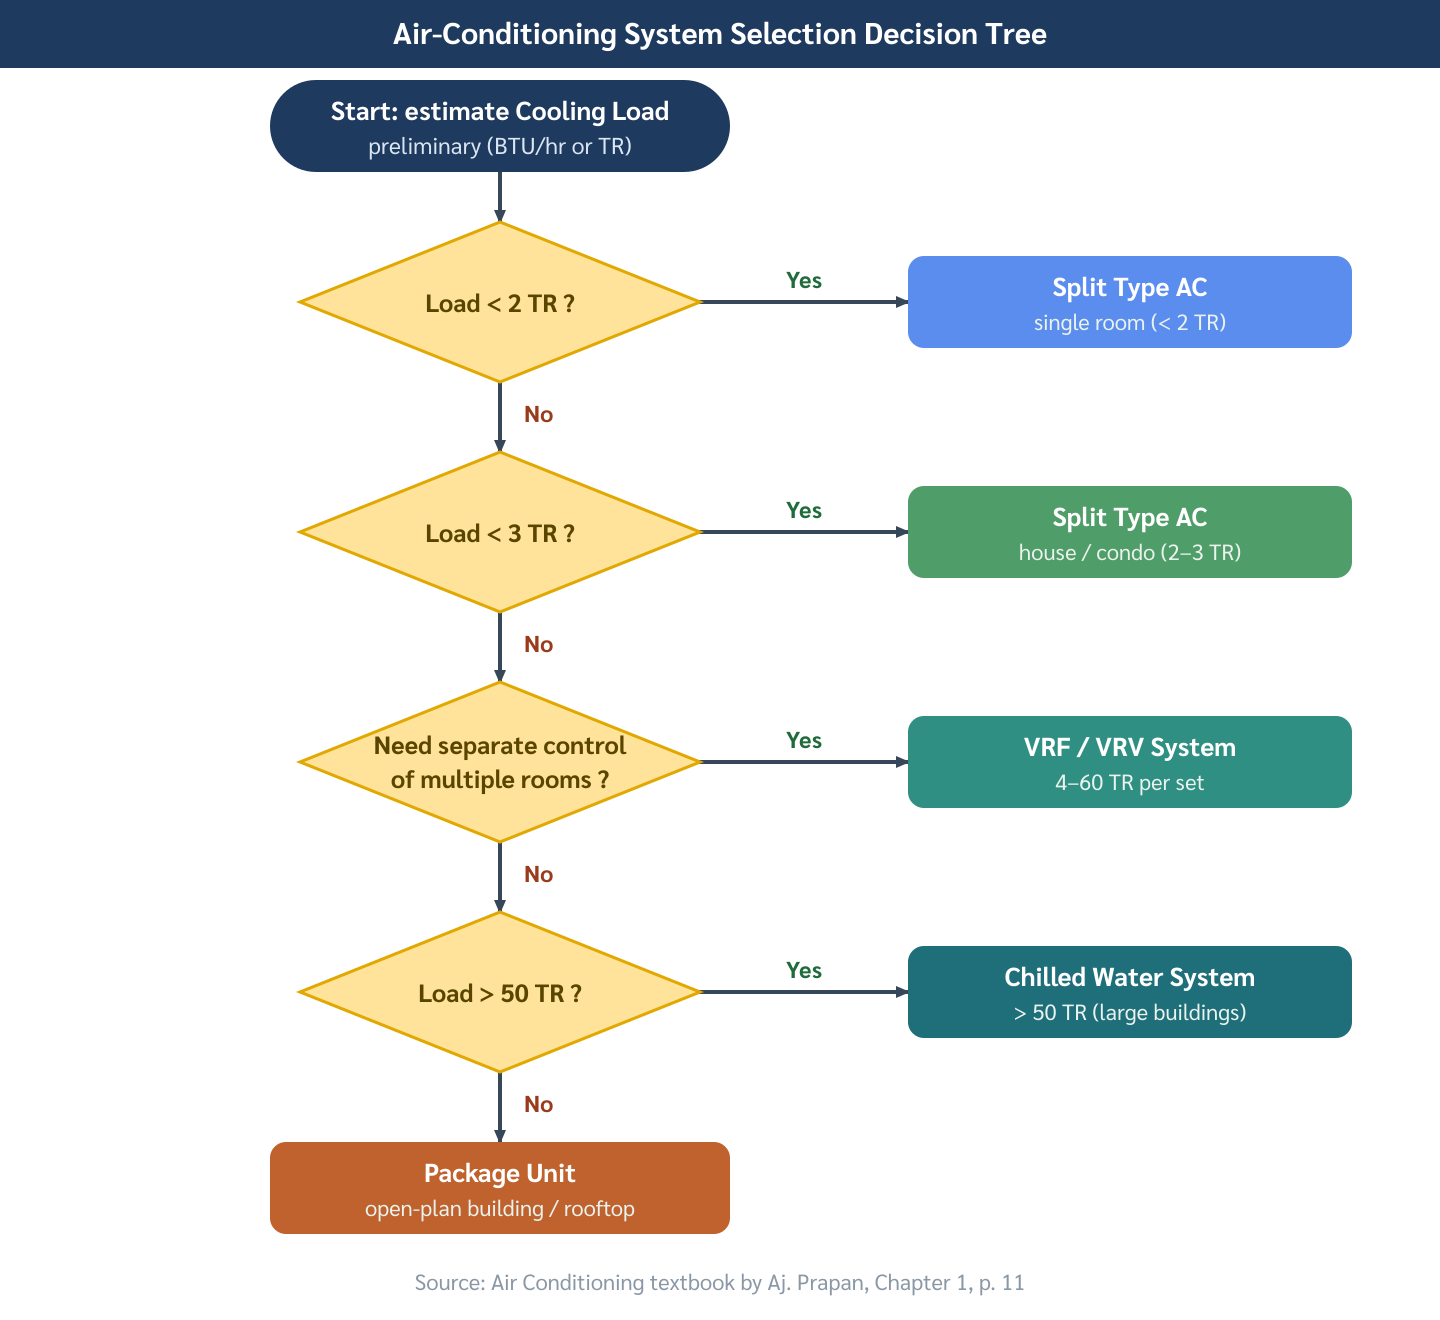 Air-Conditioning System Selection Decision Tree
Start: estimate Cooling Load
preliminary (BTU/hr or TR)
Load < 2 TR ?
Yes
Split Type AC
single room (< 2 TR)
No
Load < 3 TR ?
Yes
Split Type AC
house / condo (2–3 TR)
No
Need separate control
of multiple rooms ?
Yes
VRF / VRV System
4–60 TR per set
No
Load > 50 TR ?
Yes
Chilled Water System
> 50 TR (large buildings)
No
Package Unit
open-plan building / rooftop
Source: Air Conditioning textbook by Aj. Prapan, Chapter 1, p. 11